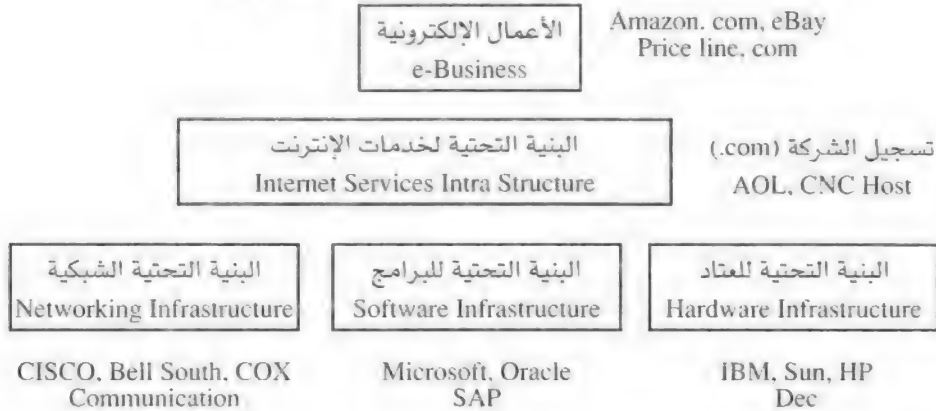 الأعمال الإلكترونية
e-Business
Amazon. com, eBay
Price line, com
البنية التحتية لخدمات الإنترنت
Internet Services Intra Structure
تسجيل الشركة (com.)
AOL, CNC Host
البنية التحتية للعتاد
Hardware Infrastructure
البنية التحتية للبرامج
Software Infrastructure
البنية التحتية الشبكية
Networking Infrastructure
IBM, Sun, HP
Dec
Microsoft, Oracle
SAP
CISCO, Bell South, COX
Communication